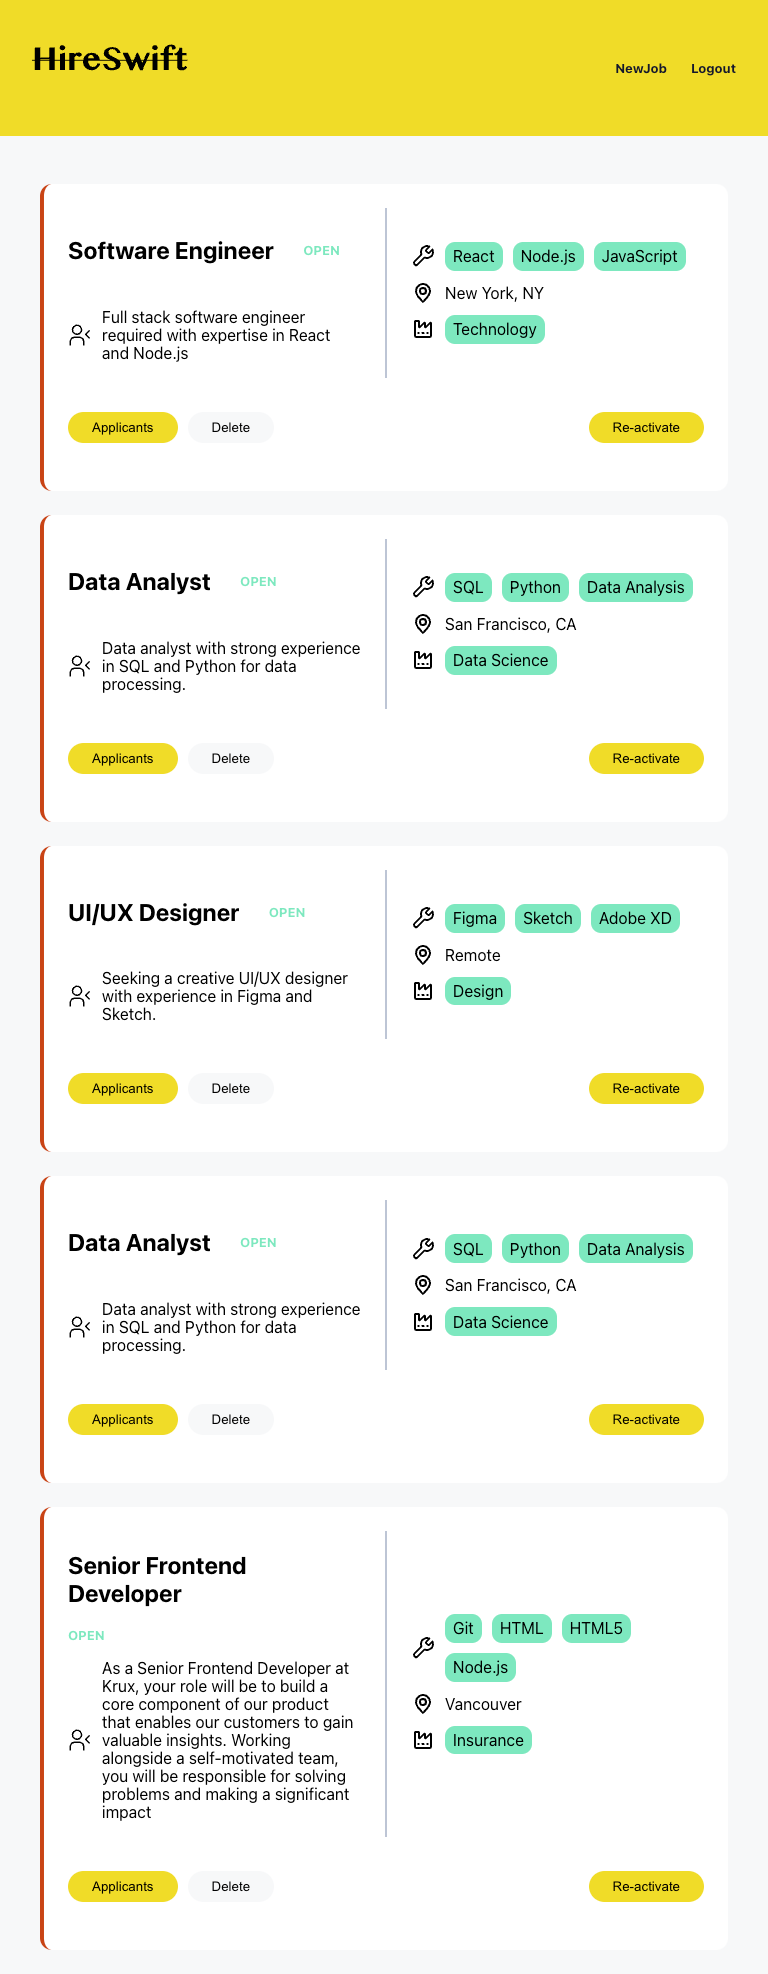 HireSwift
NewJob Logout
Software Engineer OPEN
Full stack software engineer
required with expertise in React
and Node.js
React Node.js JavaScript
New York, NY
Technology
Applicants Delete Re-activate
Data Analyst OPEN
Data analyst with strong experience
in SQL and Python for data
processing.
SQL Python Data Analysis
San Francisco, CA
Data Science
Applicants Delete Re-activate
UI/UX Designer OPEN
Seeking a creative UI/UX designer
with experience in Figma and
Sketch.
Figma Sketch Adobe XD
Remote
Design
Applicants Delete Re-activate
Data Analyst OPEN
Data analyst with strong experience
in SQL and Python for data
processing.
SQL Python Data Analysis
San Francisco, CA
Data Science
Applicants Delete Re-activate
Senior Frontend
Developer
OPEN
As a Senior Frontend Developer at
Krux, your role will be to build a
core component of our product
that enables our customers to gain
valuable insights. Working
alongside a self-motivated team,
you will be responsible for solving
problems and making a significant
impact
Git HTML HTML5
Node.js
Vancouver
Insurance
Applicants Delete Re-activate